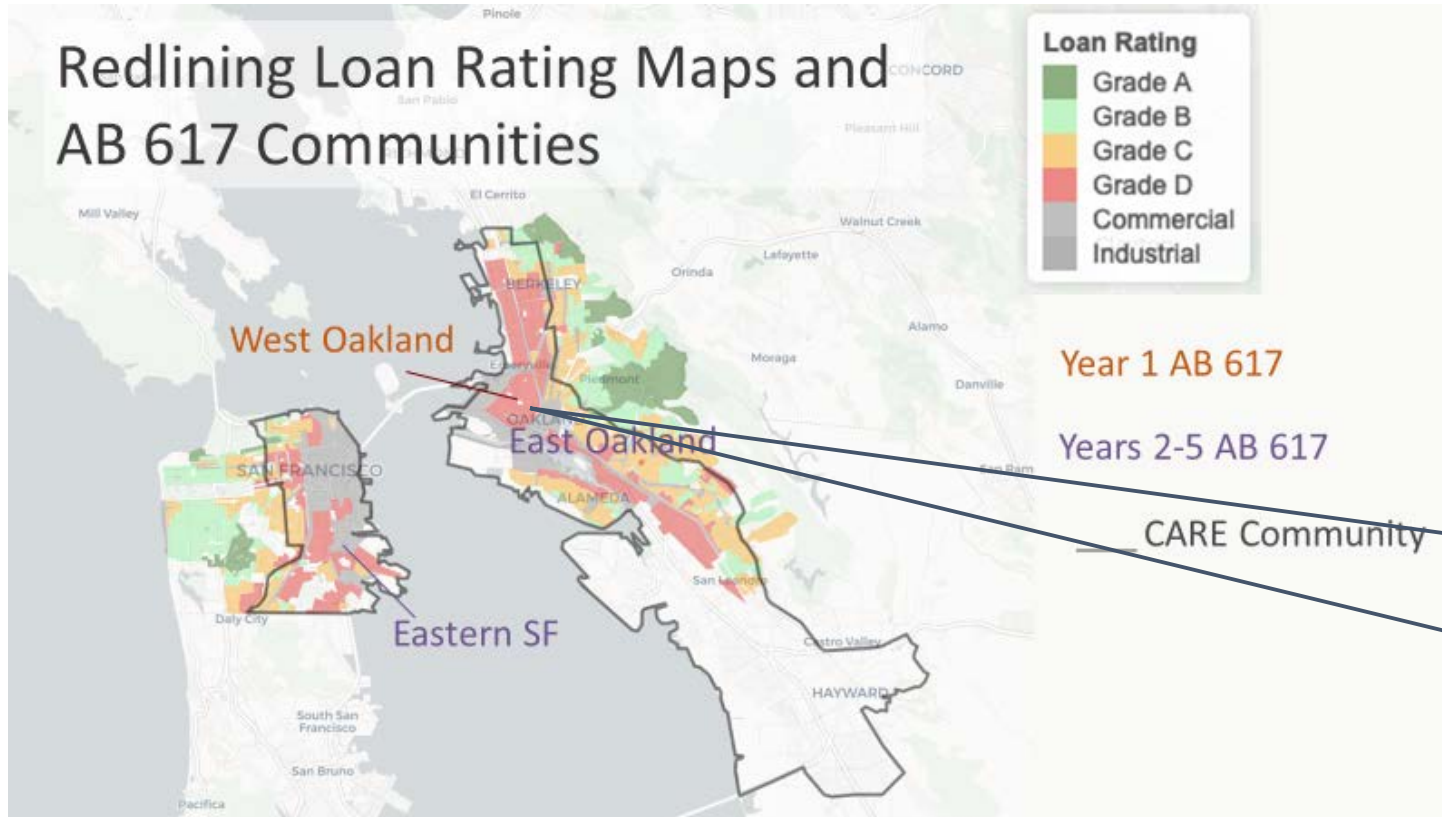 Pinole
Redlining Loan Rating Maps and
AB 617 Communities
CONCORD
San Pablo
Pleasant Hill
El Cerrito
Mill Valley
Walnut Creek
Lafayette
Orinda
BERKELEY
West Oakland
Alamo
Emeryville
Moraga
Piedmont
Danville
OAKLAND
East Oakland
SAN FRANCISCO
San Ram
ALAMEDA
San Leandro
Daly City
Eastern SF
Castro Valley
HAYWARD
South San
Francisco
San Bruno
Pacifica
Loan Rating
Grade A
Grade B
Grade C
Grade D
Commercial
Industrial
Year 1 AB 617
Years 2-5 AB 617
CARE Community